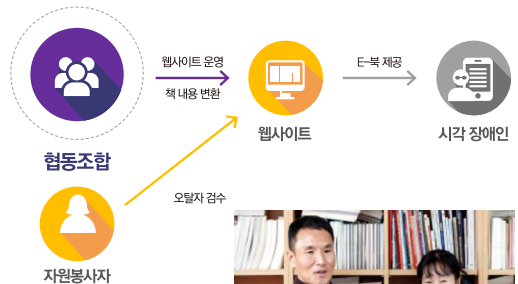 웹사이트 운영
책 내용 변환
E-북 제공
협동조합
웹사이트
시각 장애인
오탈자 검수
자원봉사자